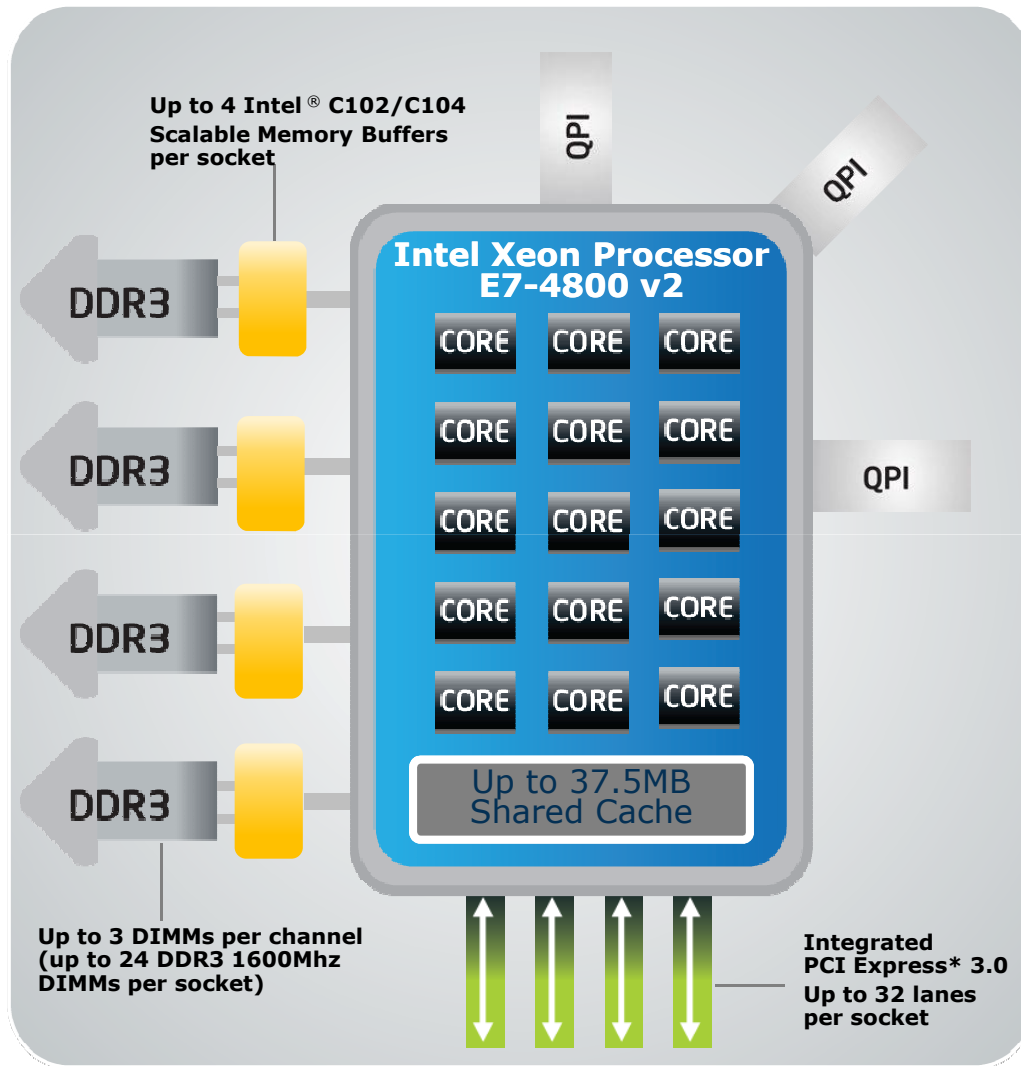 Up to 4 Intel ® C102/C104
Scalable Memory Buffers
per socket
QPI
QPI
Intel Xeon Processor
E7-4800 v2
DDR3
CORE CORE CORE
CORE CORE CORE
DDR3
QPI
CORE CORE CORE
CORE CORE CORE
DDR3
CORE CORE CORE
Up to 37.5MB
Shared Cache
DDR3
Up to 3 DIMMs per channel
(up to 24 DDR3 1600Mhz
DIMMs per socket)
Integrated
PCI Express* 3.0
Up to 32 lanes
per socket